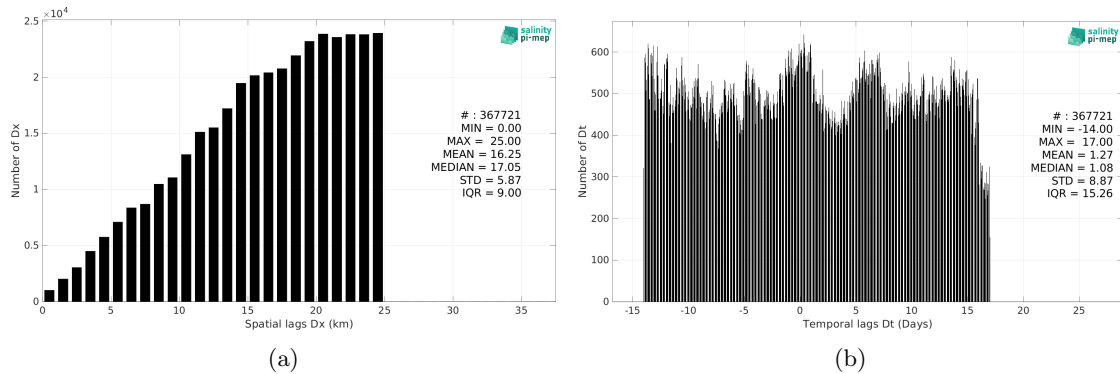 2.5 ×10⁴
2
1.5
1
0.5
0
Number of Dx
0 5 10 15 20 25 30 35
Spatial lags Dx (km)
salinity
pi-mep
# : 367721
MIN = 0.00
MAX = 25.00
MEAN = 16.25
MEDIAN = 17.05
STD = 5.87
IQR = 9.00
(a)
600
500
400
300
200
100
0
Number of Dt
-15 -10 -5 0 5 10 15 20 25
Temporal lags Dt (Days)
salinity
pi-mep
# : 367721
MIN = -14.00
MAX = 17.00
MEAN = 1.27
MEDIAN = 1.08
STD = 8.87
IQR = 15.26
(b)